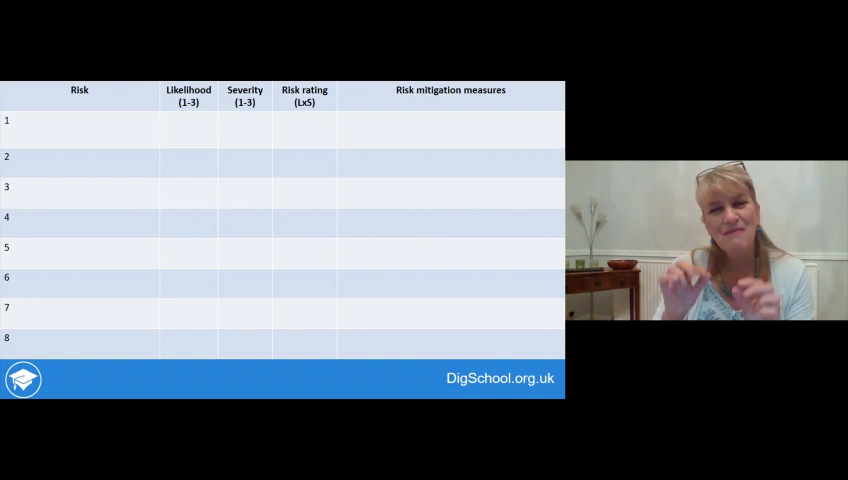 Risk Likelihood Severity Risk rating Risk mitigation measures
(1-3) (1-3) (LxS)
1
2
3
4
5
6
7
8
DigSchool.org.uk